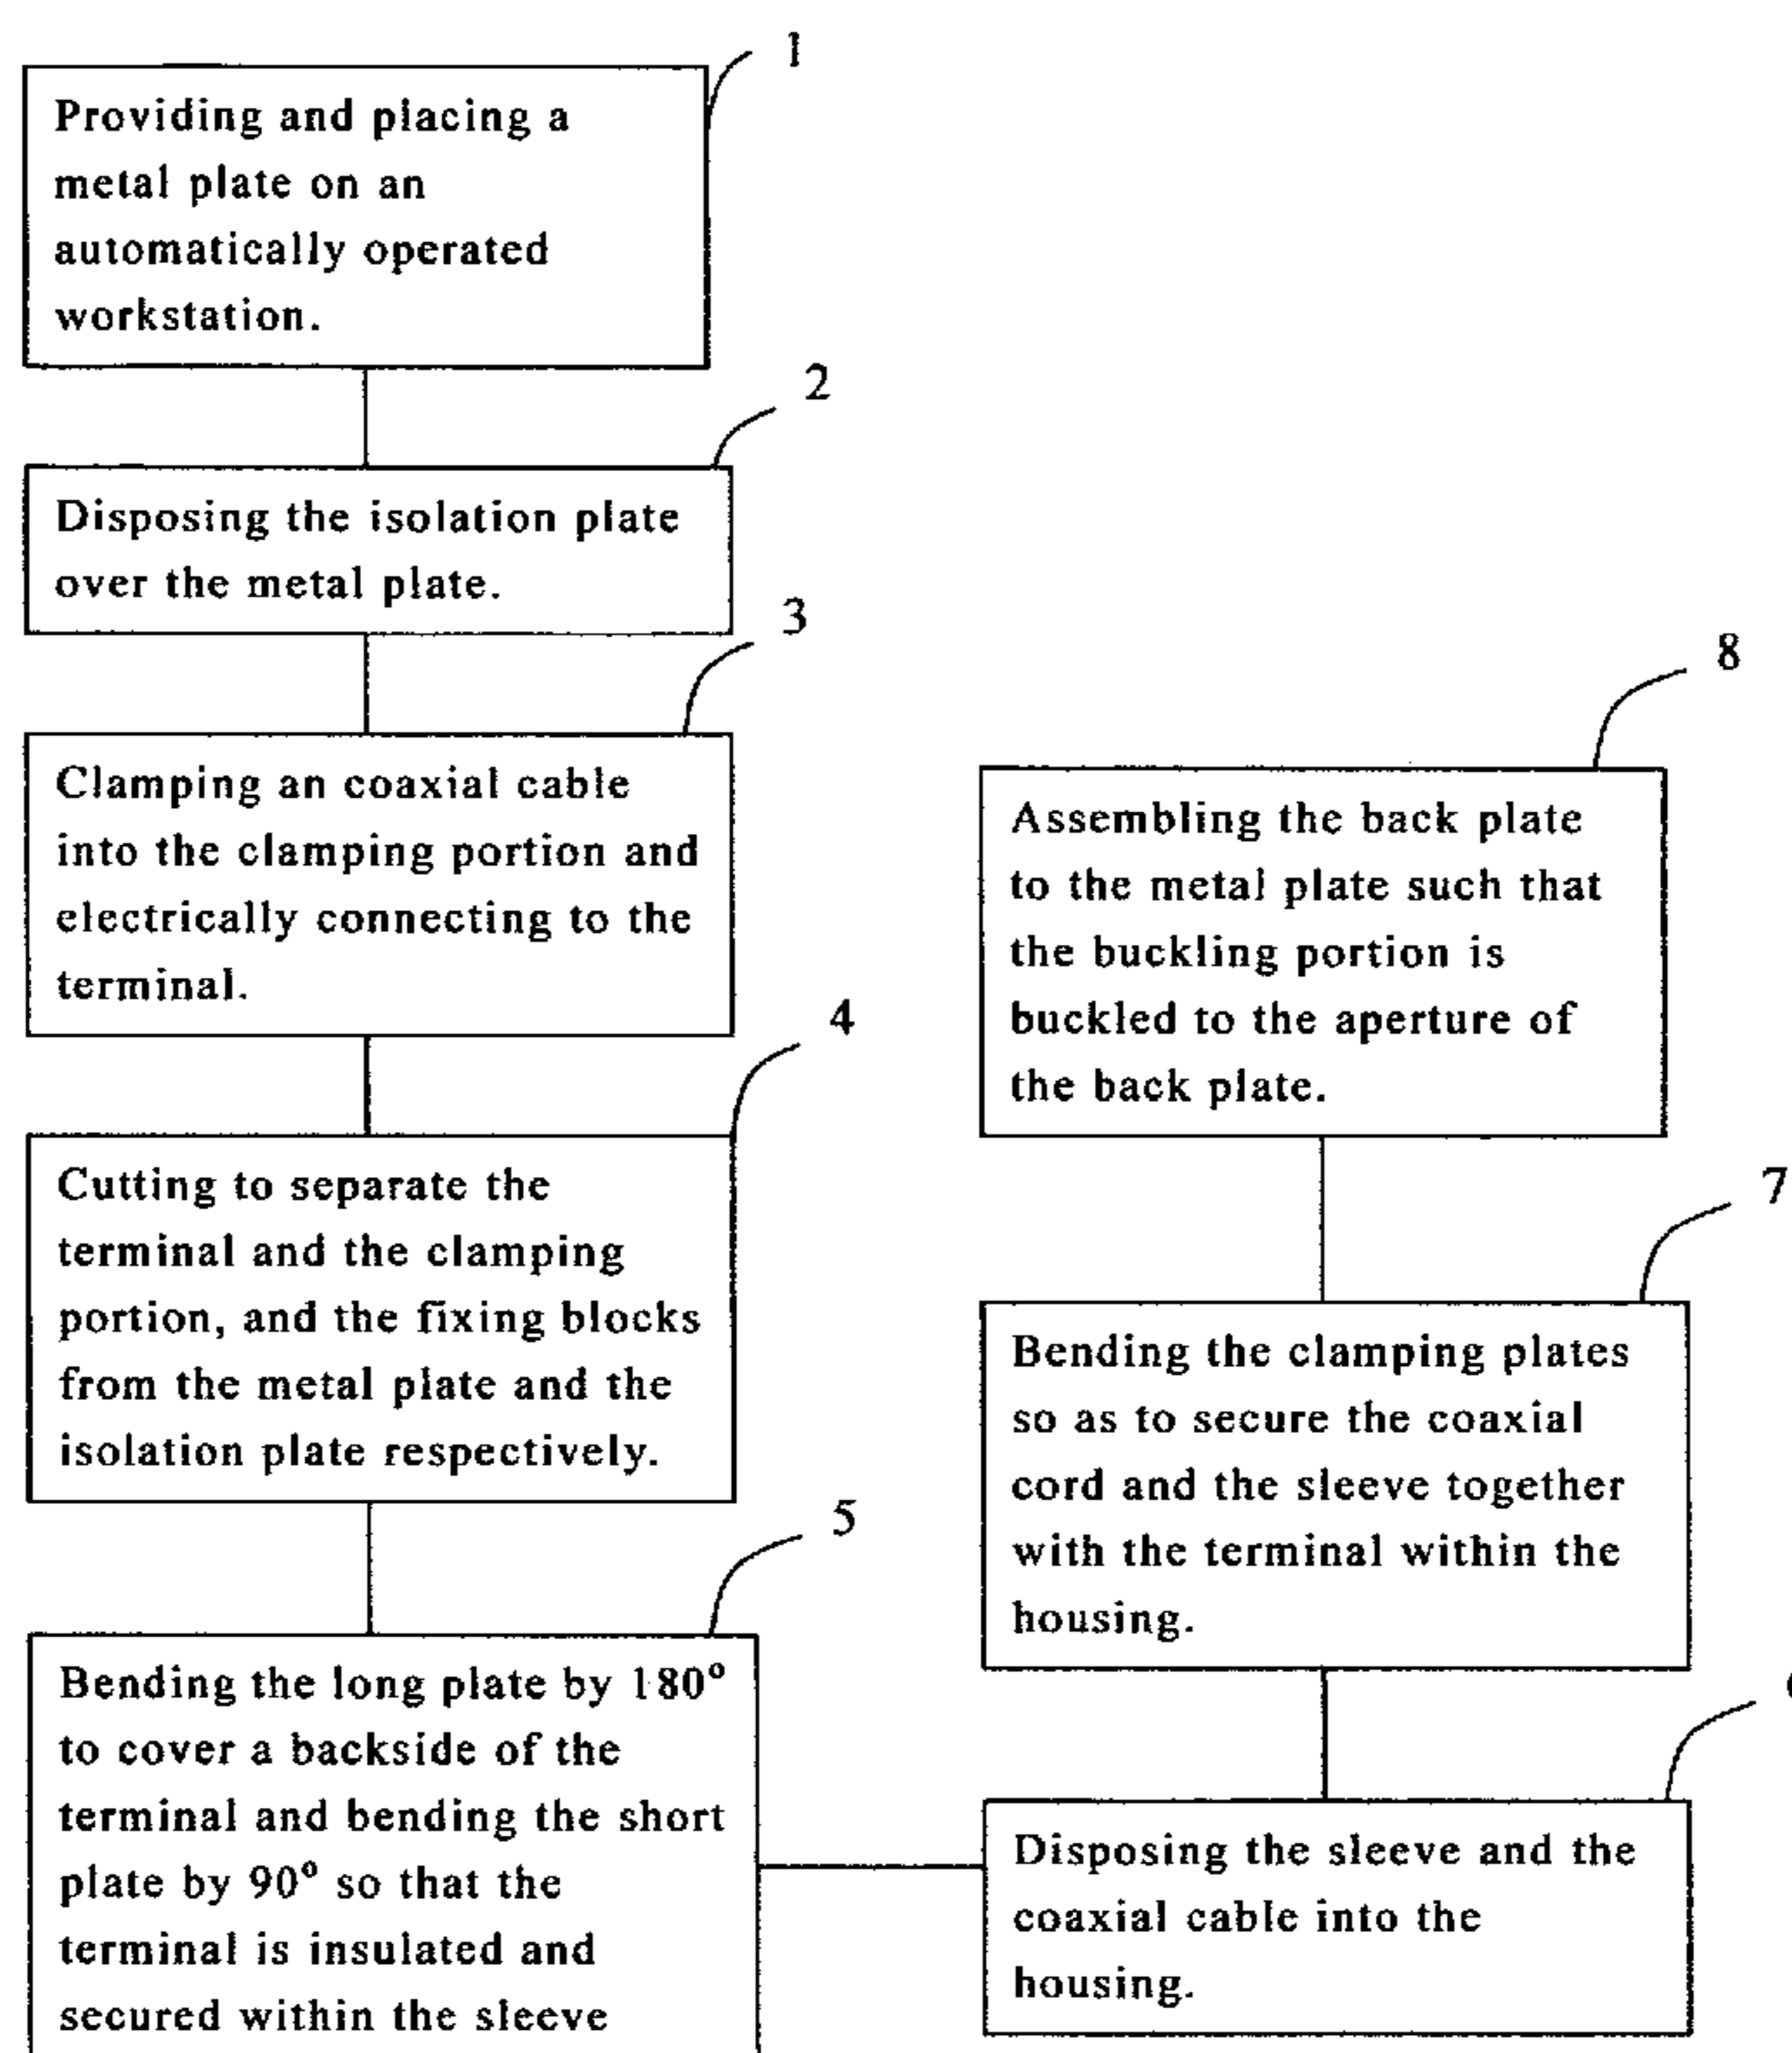 1
Providing and placing a
metal plate on an
automatically operated
workstation.
2
Disposing the isolation plate
over the metal plate.
3
Clamping an coaxial cable
into the clamping portion and
electrically connecting to the
terminal.
4
Cutting to separate the
terminal and the clamping
portion, and the fixing blocks
from the metal plate and the
isolation plate respectively.
5
Bending the long plate by 180°
to cover a backside of the
terminal and bending the short
plate by 90° so that the
terminal is insulated and
secured within the sleeve
Disposing the sleeve and the
coaxial cable into the
housing.
7
Bending the clamping plates
so as to secure the coaxial
cord and the sleeve together
with the terminal within the
housing.
8
Assembling the back plate
to the metal plate such that
the buckling portion is
buckled to the aperture of
the back plate.